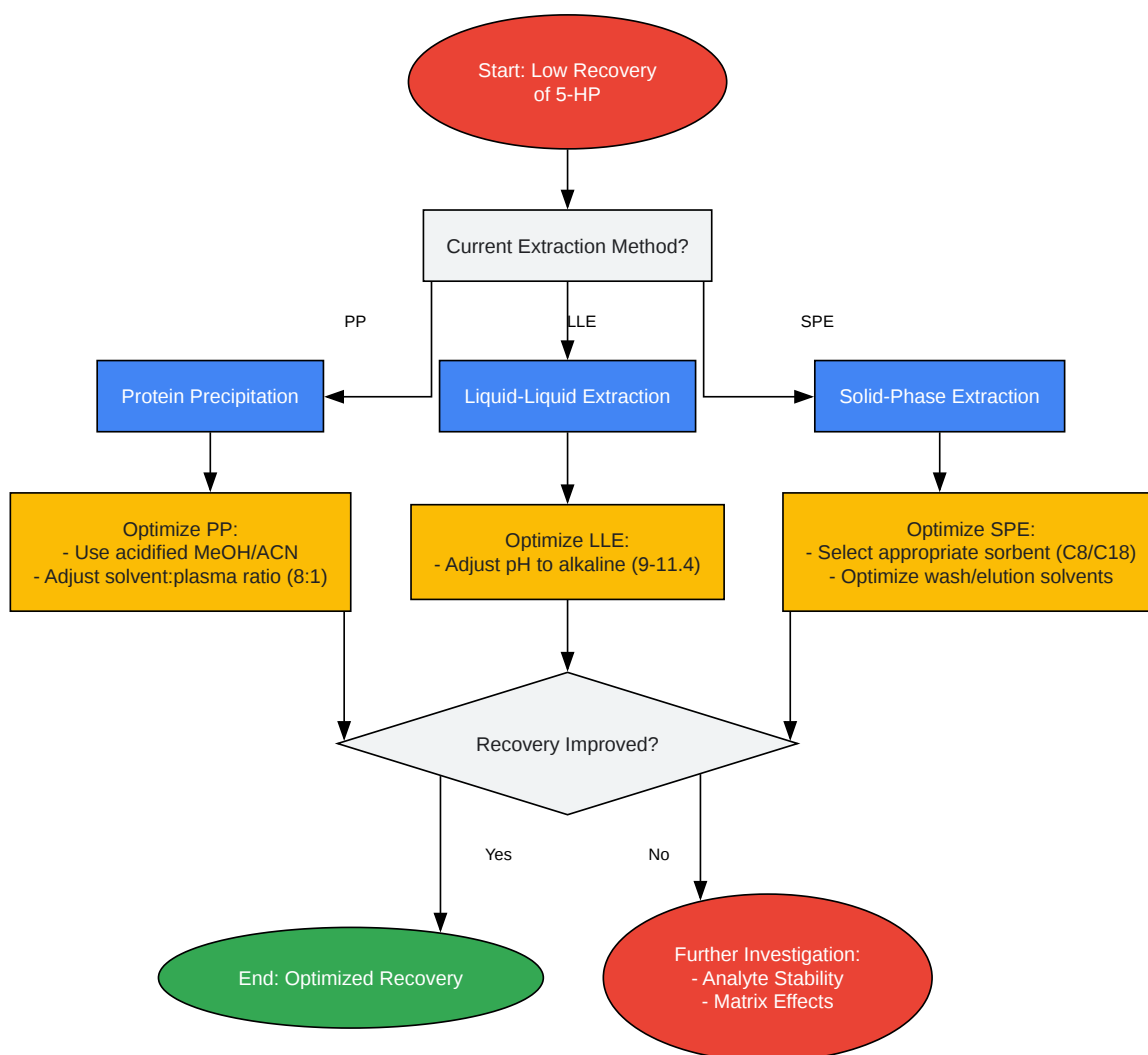 Start: Low Recovery
of 5-HP
Current Extraction Method?
PP
LLE
SPE
Protein Precipitation
Liquid-Liquid Extraction
Solid-Phase Extraction
Optimize PP:
- Use acidified MeOH/ACN
- Adjust solvent:plasma ratio (8:1)
Optimize LLE:
- Adjust pH to alkaline (9-11.4)
Optimize SPE:
- Select appropriate sorbent (C8/C18)
- Optimize wash/elution solvents
Recovery Improved?
Yes
No
End: Optimized Recovery
Further Investigation:
- Analyte Stability
- Matrix Effects